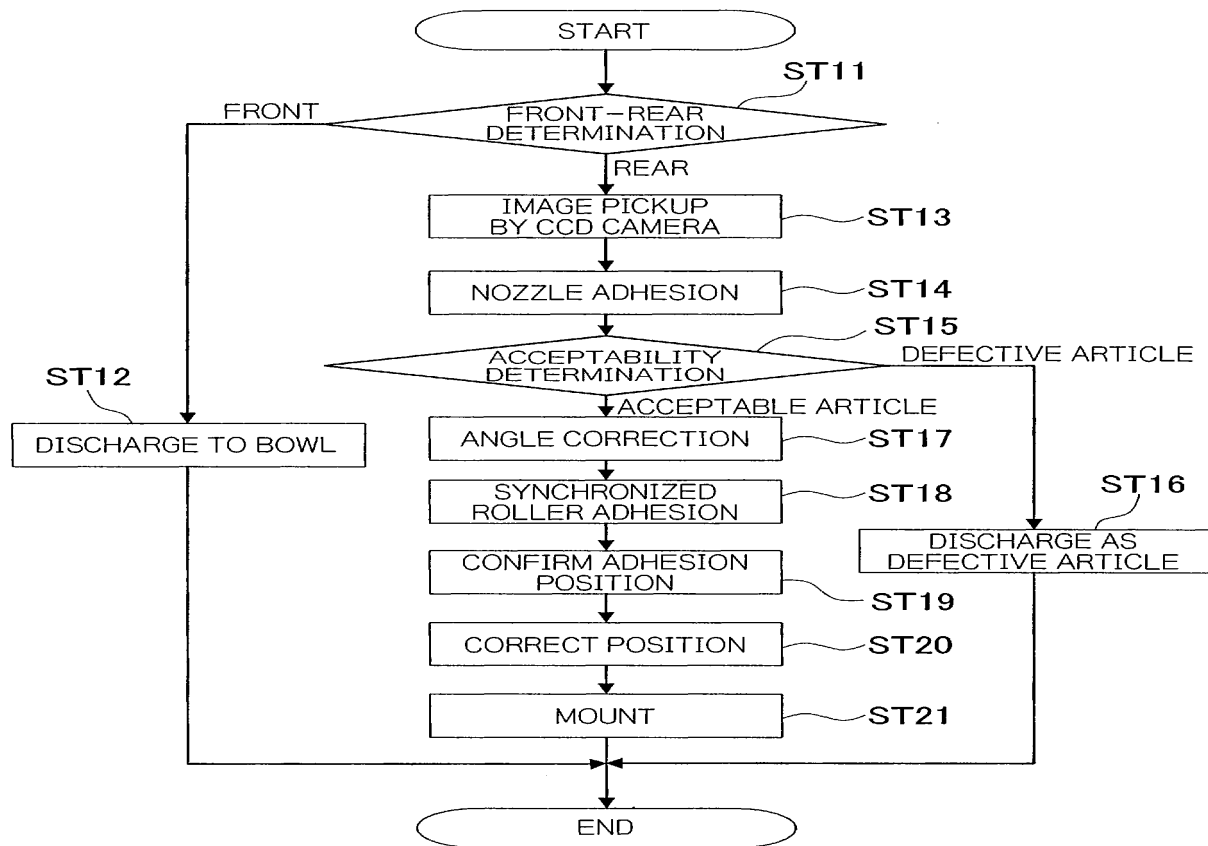 START
ST11
FRONT
FRONT-REAR
DETERMINATION
REAR
IMAGE PICKUP
BY CCD CAMERA
ST13
NOZZLE ADHESION
ST14
ST15
ACCEPTABILITY
DETERMINATION
DEFECTIVE ARTICLE
ST12
ACCEPTABLE ARTICLE
DISCHARGE TO BOWL
ANGLE CORRECTION
ST17
SYNCHRONIZED
ROLLER ADHESION
ST18
ST16
DISCHARGE AS
DEFECTIVE ARTICLE
CONFIRM ADHESION
POSITION
ST19
CORRECT POSITION
ST20
MOUNT
ST21
END